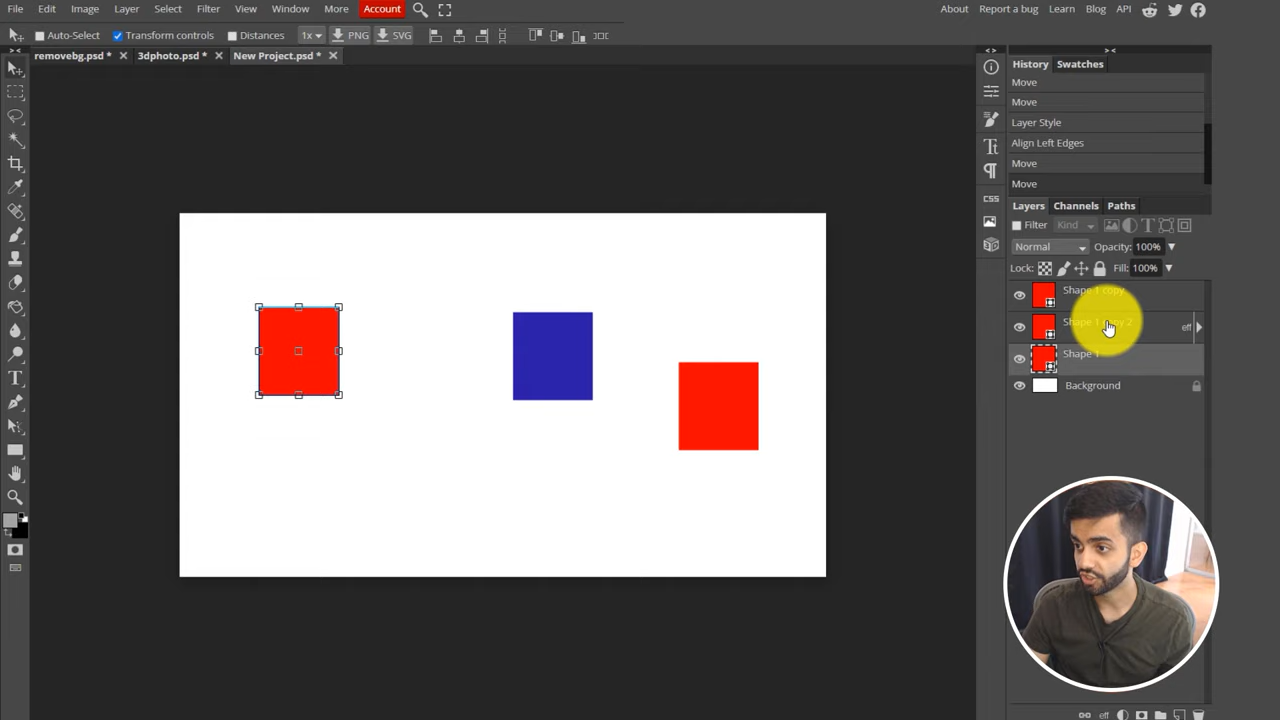 File Edit Image Layer Select Filter View Window More Account About Report a bug Learn Blog API
Auto-Select Transform controls Distances 1x PNG SVG
removebg.psd * 3dphoto.psd * New Project.psd *
History Swatches
Move
Move
Layer Style
Align Left Edges
Move
Move
Layers Channels Paths
Filter Kind
Normal Opacity: 100%
Lock: Fill: 100%
Shape 1 copy
Shape 1 copy 2 eff
Shape 1
Background
CSS
eff